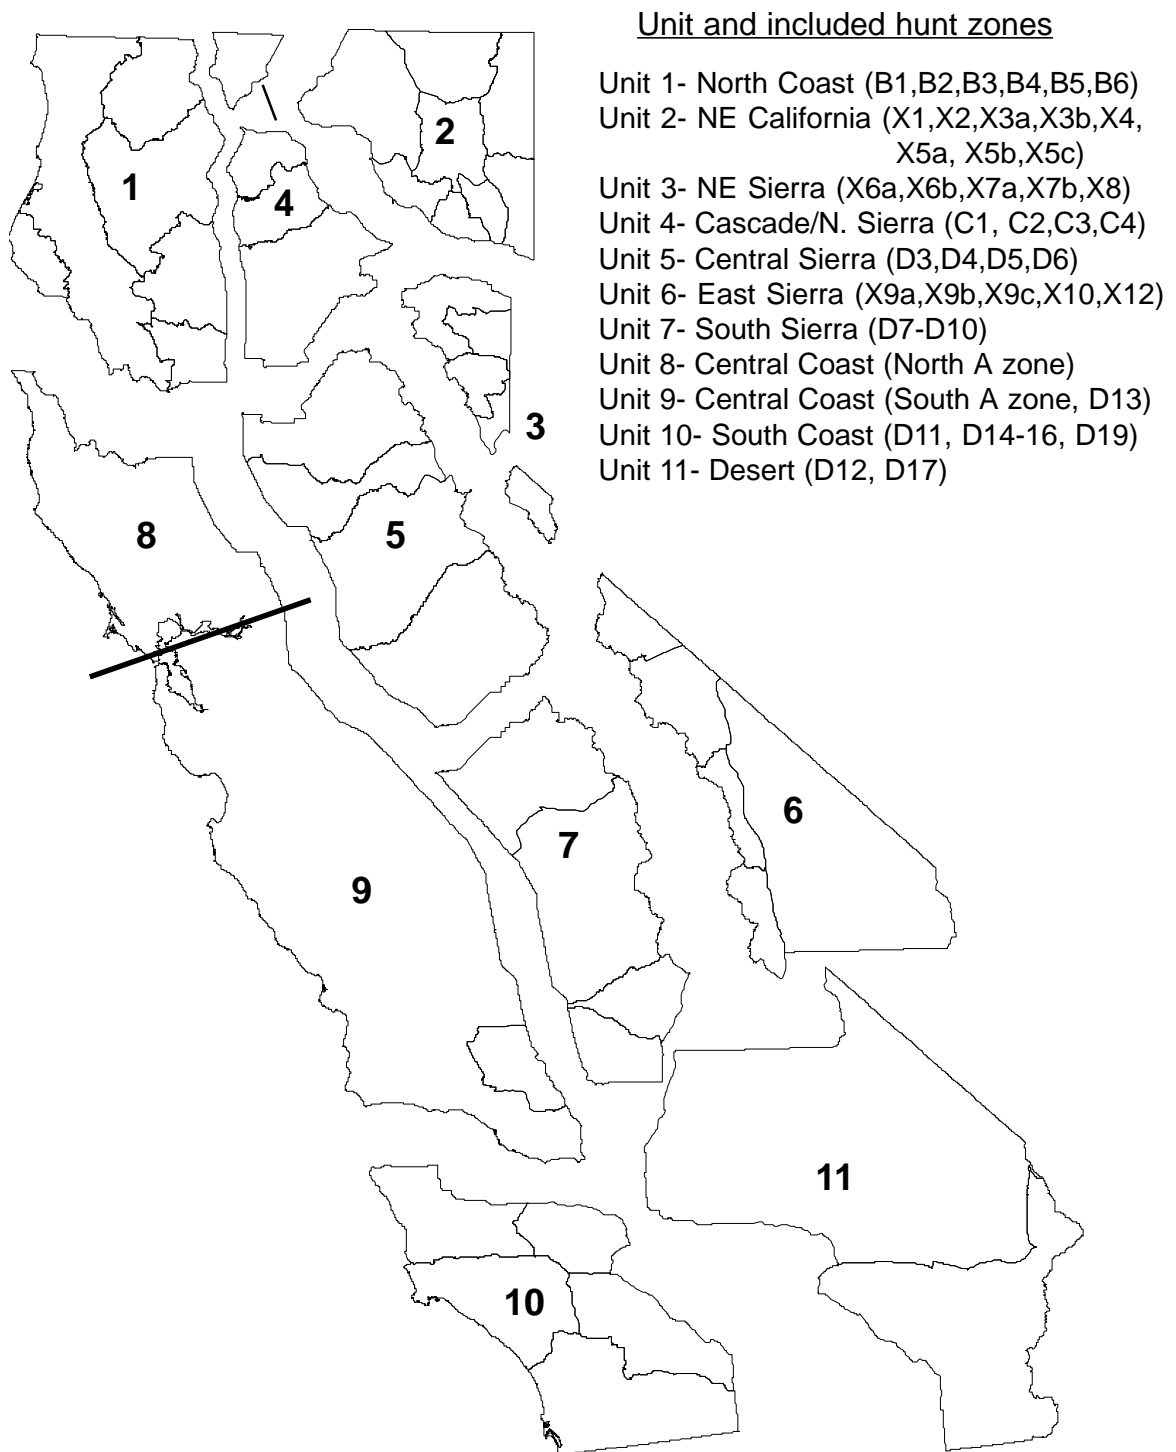 Unit and included hunt zones
Unit 1- North Coast (B1,B2,B3,B4,B5,B6)
Unit 2- NE California (X1,X2,X3a,X3b,X4,
X5a, X5b,X5c)
Unit 3- NE Sierra (X6a,X6b,X7a,X7b,X8)
Unit 4- Cascade/N. Sierra (C1, C2,C3,C4)
Unit 5- Central Sierra (D3,D4,D5,D6)
Unit 6- East Sierra (X9a,X9b,X9c,X10,X12)
Unit 7- South Sierra (D7-D10)
Unit 8- Central Coast (North A zone)
Unit 9- Central Coast (South A zone, D13)
Unit 10- South Coast (D11, D14-16, D19)
Unit 11- Desert (D12, D17)
2
1
4
3
8
5
6
7
9
11
10